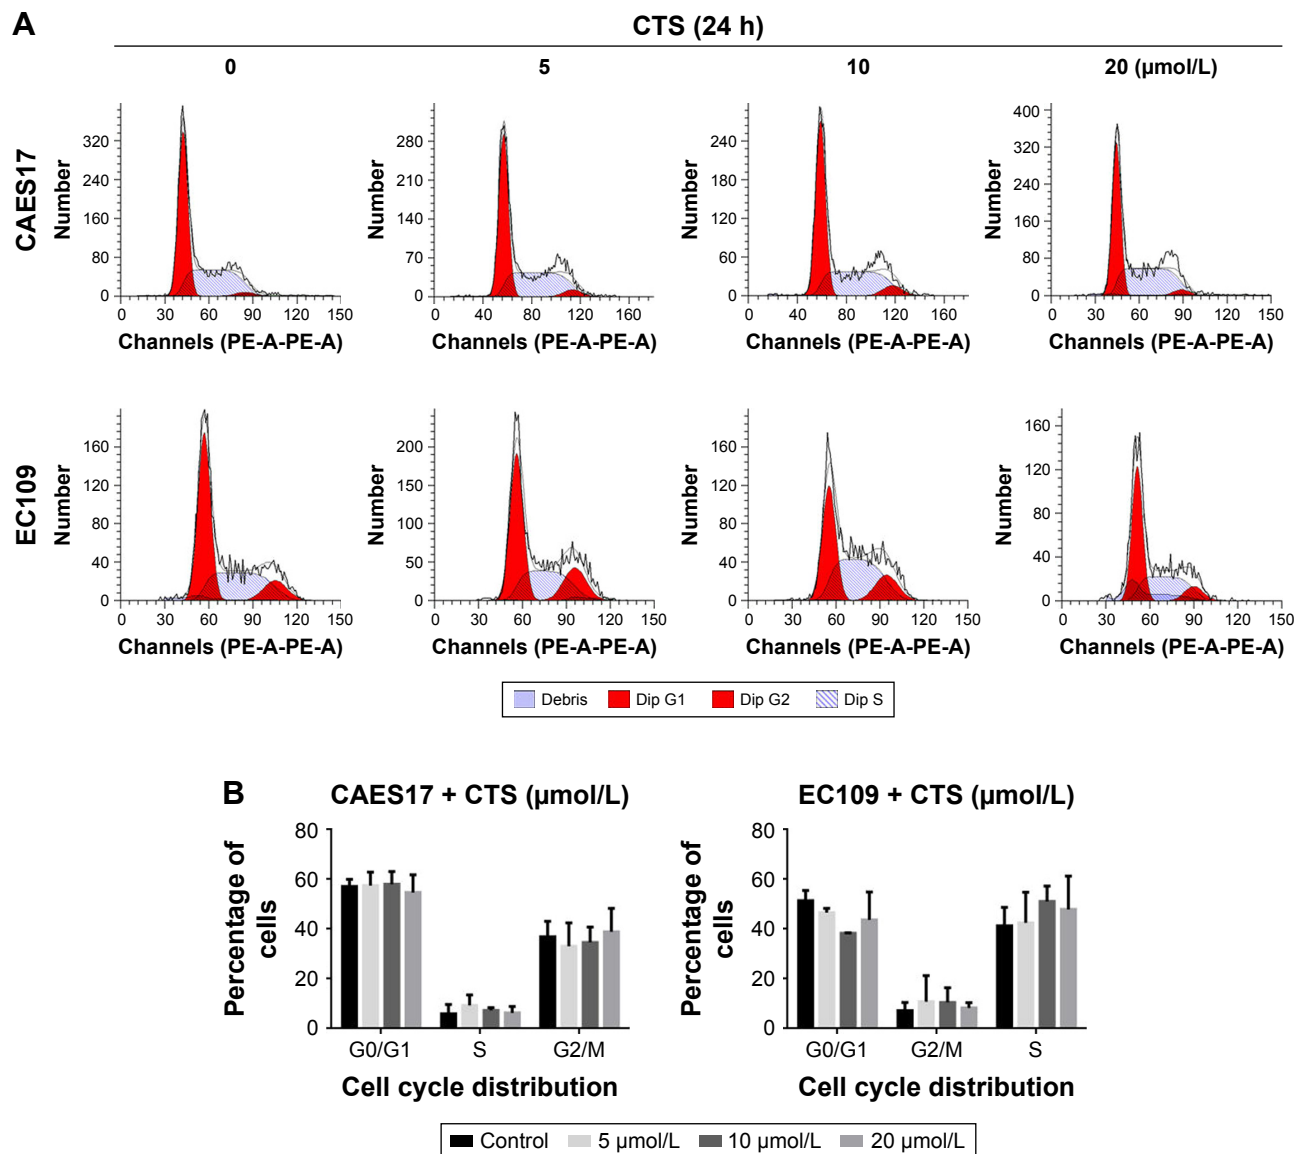 A
CTS (24 h)
0 5 10 20 (µmol/L)
CAES17
Number
320
240
160
80
0
0 30 60 90 120 150
Channels (PE-A-PE-A)
Number
280
210
140
70
0
0 40 80 120 160
Channels (PE-A-PE-A)
Number
240
180
120
60
0
0 40 80 120 160
Channels (PE-A-PE-A)
Number
400
320
240
160
80
0
0 30 60 90 120 150
Channels (PE-A-PE-A)
EC109
Number
160
120
80
40
0
0 30 60 90 120 150
Channels (PE-A-PE-A)
Number
200
150
100
50
0
0 30 60 90 120 150
Channels (PE-A-PE-A)
Number
160
120
80
40
0
0 30 60 90 120 150
Channels (PE-A-PE-A)
Number
160
120
80
40
0
0 30 60 90 120 150
Channels (PE-A-PE-A)
Debris Dip G1 Dip G2 Dip S
B
CAES17 + CTS (µmol/L)
Percentage of
cells
80
60
40
20
0
G0/G1 S G2/M
Cell cycle distribution
EC109 + CTS (µmol/L)
Percentage of
cells
80
60
40
20
0
G0/G1 G2/M S
Cell cycle distribution
Control 5 µmol/L 10 µmol/L 20 µmol/L